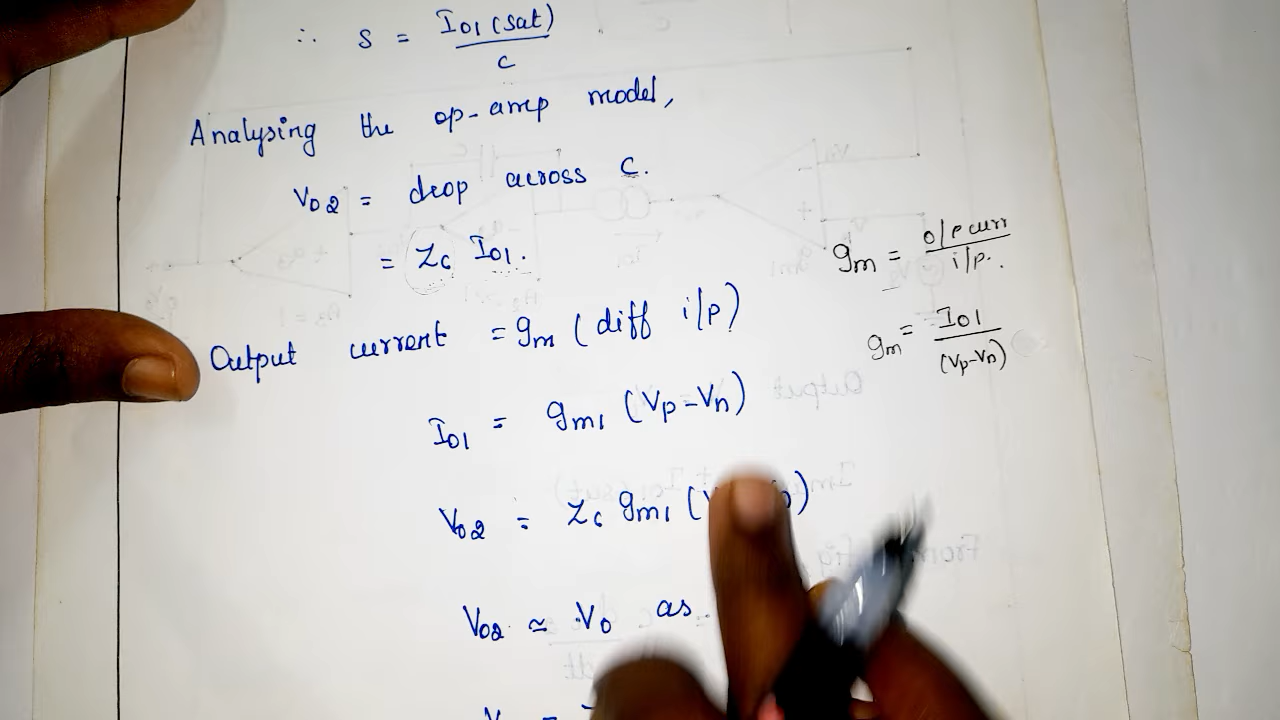 ∴ S = I01 (sat) / C
Analysing the op-amp model,
V02 = drop across C.
= Zc I01.
gm = o/p curr / i/p.
Output current = gm (diff i/p)
gm = I01 / (Vp-Vn)
I01 = gm1 (Vp-Vn)
V02 = Zc gm1 (
V02 ≃ V0 as